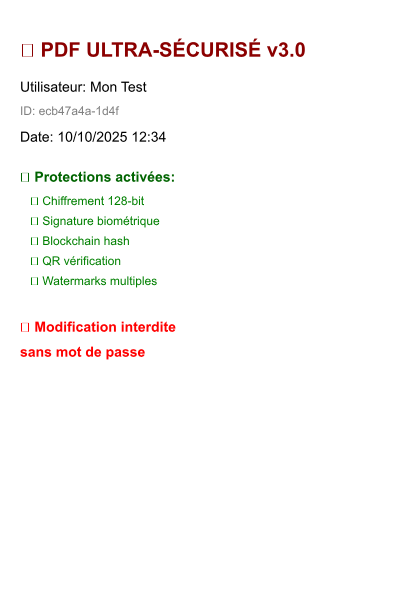 PDF ULTRA-SÉCURISÉ v3.0
Utilisateur: Mon Test
ID: ecb47a4a-1d4f
Date: 10/10/2025 12:34
Protections activées:
Chiffrement 128-bit
Signature biométrique
Blockchain hash
QR vérification
Watermarks multiples
Modification interdite
sans mot de passe